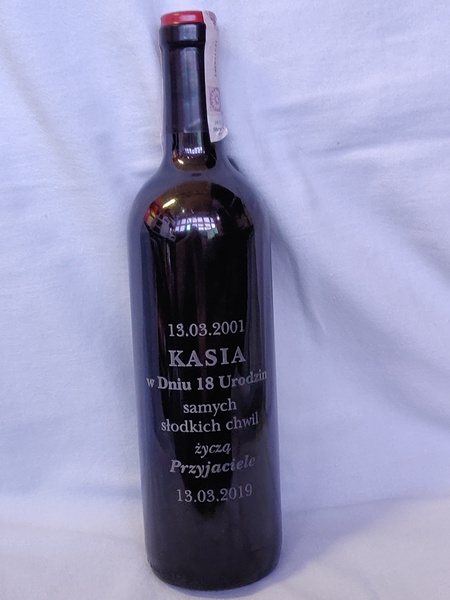 13.03.2001
KASIA
w Dniu 18 Urodzin
samych
słodkich chwil
życzą
Przyjaciele
13.03.2019